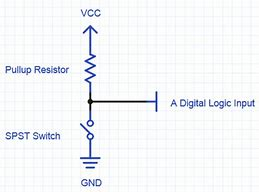 VCC
Pullup Resistor
A Digital Logic Input
SPST Switch
GND